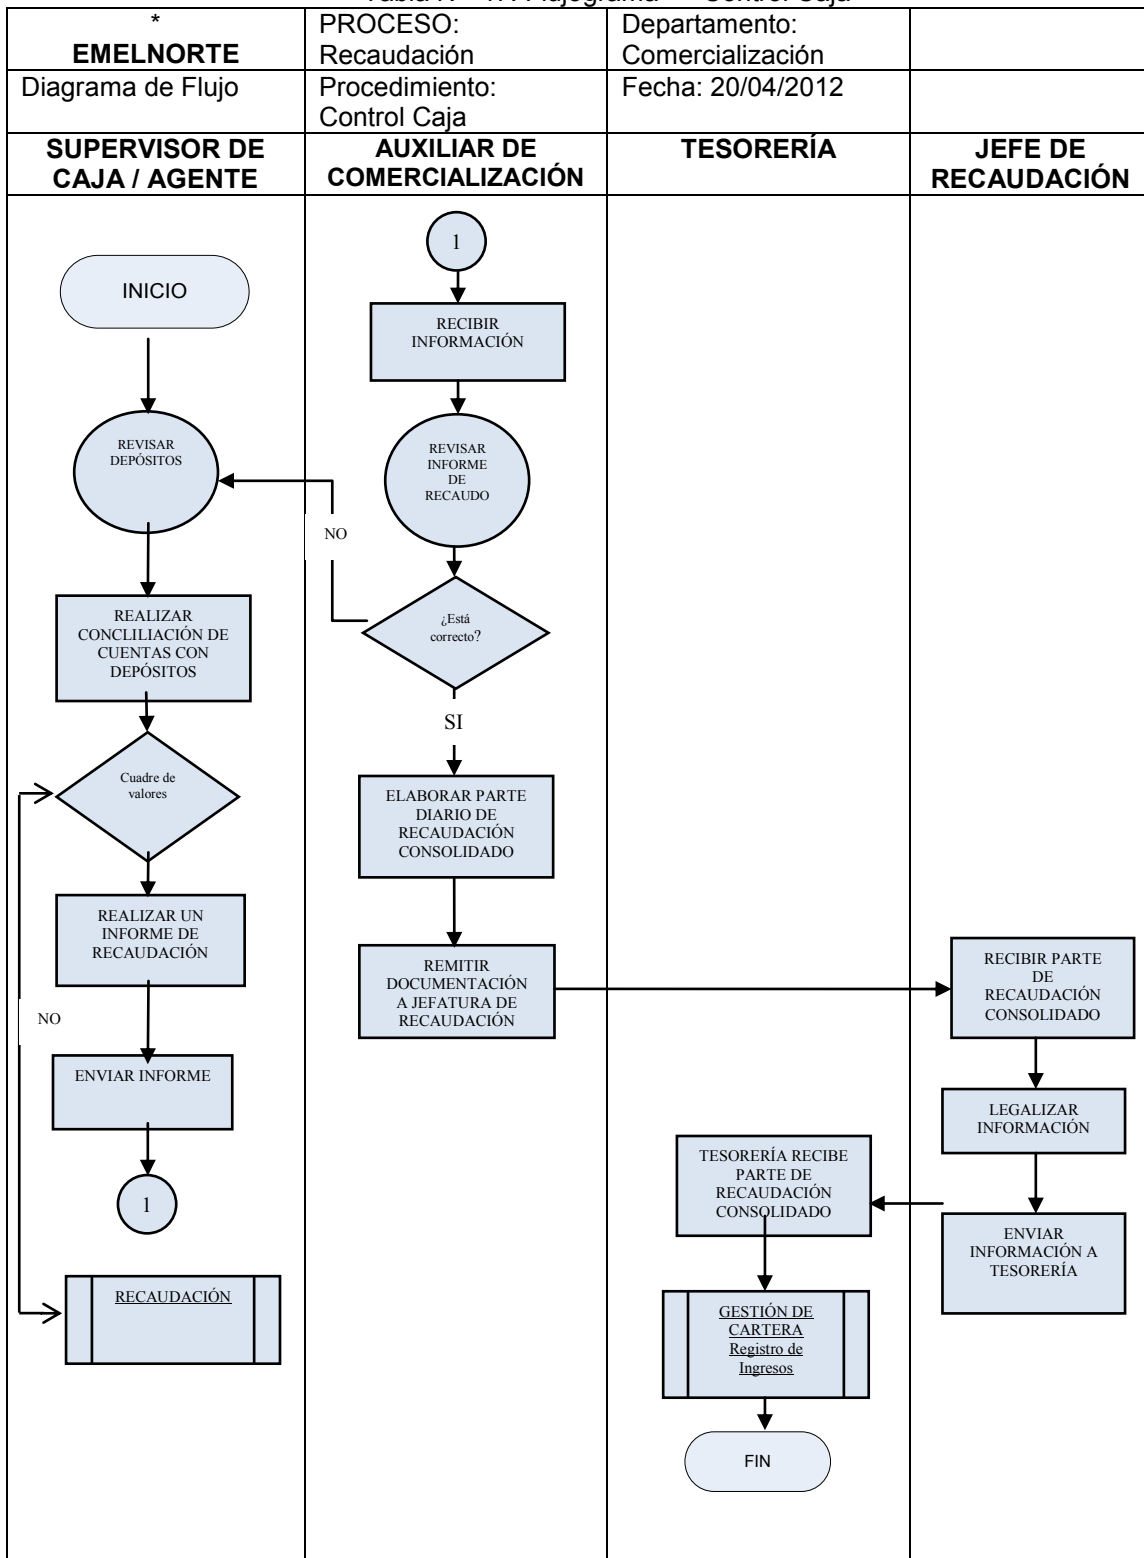 *
EMELNORTE
PROCESO:
Recaudación
Departamento:
Comercialización
Diagrama de Flujo
Procedimiento:
Control Caja
Fecha: 20/04/2012
SUPERVISOR DE
CAJA / AGENTE
AUXILIAR DE
COMERCIALIZACIÓN
TESORERÍA
JEFE DE
RECAUDACIÓN
INICIO
REVISAR
DEPÓSITOS
REALIZAR
CONCLILIACIÓN DE
CUENTAS CON
DEPÓSITOS
Cuadre de
valores
REALIZAR UN
INFORME DE
RECAUDACIÓN
NO
ENVIAR INFORME
1
RECAUDACIÓN
1
RECIBIR
INFORMACIÓN
REVISAR
INFORME
DE
RECAUDO
NO
¿Está
correcto?
SI
ELABORAR PARTE
DIARIO DE
RECAUDACIÓN
CONSOLIDADO
REMITIR
DOCUMENTACIÓN
A JEFATURA DE
RECAUDACIÓN
RECIBIR PARTE
DE
RECAUDACIÓN
CONSOLIDADO
LEGALIZAR
INFORMACIÓN
ENVIAR
INFORMACIÓN A
TESORERÍA
TESORERÍA RECIBE
PARTE DE
RECAUDACIÓN
CONSOLIDADO
GESTIÓN DE
CARTERA
Registro de
Ingresos
FIN